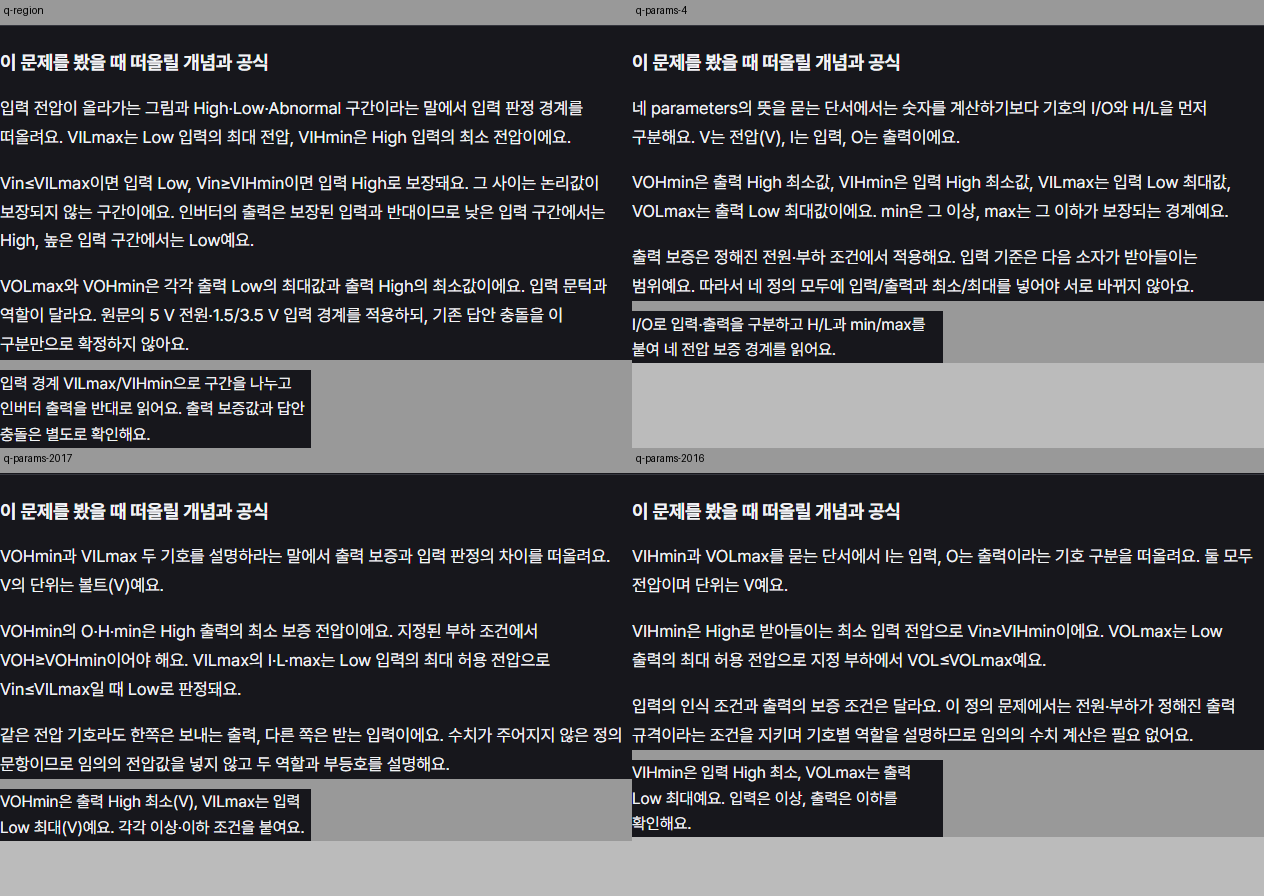 q-region
이 문제를 봤을 때 떠올릴 개념과 공식
입력 전압이 올라가는 그림과 High·Low·Abnormal 구간이라는 말에서 입력 판정 경계를
떠올려요. VILmax는 Low 입력의 최대 전압, VIHmin은 High 입력의 최소 전압이에요.
Vin≤VILmax이면 입력 Low, Vin≥VIHmin이면 입력 High로 보장돼요. 그 사이는 논리값이
보장되지 않는 구간이에요. 인버터의 출력은 보장된 입력과 반대이므로 낮은 입력 구간에서는
High, 높은 입력 구간에서는 Low예요.
VOLmax와 VOHmin은 각각 출력 Low의 최대값과 출력 High의 최소값이에요. 입력 문턱과
역할이 달라요. 원문의 5 V 전원·1.5/3.5 V 입력 경계를 적용하되, 기존 답안 충돌을 이
구분만으로 확정하지 않아요.
입력 경계 VILmax/VIHmin으로 구간을 나누고
인버터 출력을 반대로 읽어요. 출력 보증값과 답안
충돌은 별도로 확인해요.
q-params-4
이 문제를 봤을 때 떠올릴 개념과 공식
네 parameters의 뜻을 묻는 단서에서는 숫자를 계산하기보다 기호의 I/O와 H/L을 먼저
구분해요. V는 전압(V), I는 입력, O는 출력이에요.
VOHmin은 출력 High 최소값, VIHmin은 입력 High 최소값, VILmax는 입력 Low 최대값,
VOLmax는 출력 Low 최대값이에요. min은 그 이상, max는 그 이하가 보장되는 경계예요.
출력 보증은 정해진 전원·부하 조건에서 적용해요. 입력 기준은 다음 소자가 받아들이는
범위예요. 따라서 네 정의 모두에 입력/출력과 최소/최대를 넣어야 서로 바뀌지 않아요.
I/O로 입력·출력을 구분하고 H/L과 min/max를
붙여 네 전압 보증 경계를 읽어요.
q-params-2017
이 문제를 봤을 때 떠올릴 개념과 공식
VOHmin과 VILmax 두 기호를 설명하라는 말에서 출력 보증과 입력 판정의 차이를 떠올려요.
V의 단위는 볼트(V)예요.
VOHmin의 O·H·min은 High 출력의 최소 보증 전압이에요. 지정된 부하 조건에서
VOH≥VOHmin이어야 해요. VILmax의 I·L·max는 Low 입력의 최대 허용 전압으로
Vin≤VILmax일 때 Low로 판정돼요.
같은 전압 기호라도 한쪽은 보내는 출력, 다른 쪽은 받는 입력이에요. 수치가 주어지지 않은 정의
문항이므로 임의의 전압값을 넣지 않고 두 역할과 부등호를 설명해요.
VOHmin은 출력 High 최소(V), VILmax는 입력
Low 최대(V)예요. 각각 이상·이하 조건을 붙여요.
q-params-2016
이 문제를 봤을 때 떠올릴 개념과 공식
VIHmin과 VOLmax를 묻는 단서에서 I는 입력, O는 출력이라는 기호 구분을 떠올려요. 둘 모두
전압이며 단위는 V예요.
VIHmin은 High로 받아들이는 최소 입력 전압으로 Vin≥VIHmin이에요. VOLmax는 Low
출력의 최대 허용 전압으로 지정 부하에서 VOL≤VOLmax예요.
입력의 인식 조건과 출력의 보증 조건은 달라요. 이 정의 문제에서는 전원·부하가 정해진 출력
규격이라는 조건을 지키며 기호별 역할을 설명하므로 임의의 수치 계산은 필요 없어요.
VIHmin은 입력 High 최소, VOLmax는 출력
Low 최대예요. 입력은 이상, 출력은 이하를
확인해요.